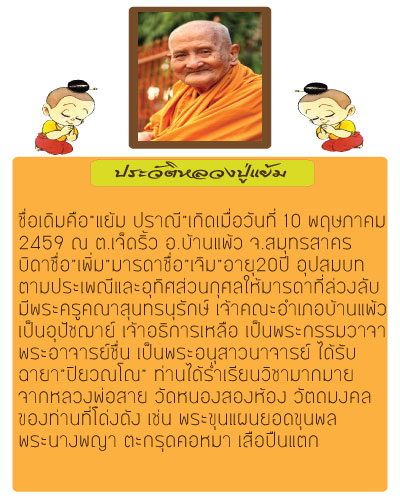 ประวัติหลวงปู่แย้ม
ชื่อเดิมคือ"แย้ม ปราณี"เกิดเมื่อวันที่ 10 พฤษภาคม
2459 ณ ต.เจ็ดริ้ว อ.บ้านแพ้ว จ.สมุทรสาคร
บิดาชื่อ"เพิ่ม"มารดาชื่อ"เจิม"อายุ20ปี อุปสมบท
ตามประเพณีและอุทิศส่วนกุศลให้มารดาที่ล่วงลับ
มีพระครูคณาสุนทรนุรักษ์ เจ้าคณะอำเภอบ้านแพ้ว
เป็นอุปัชฌาย์ เจ้าอธิการเหลือ เป็นพระกรรมวาจา
พระอาจารย์ชื่น เป็นพระอนุสาวนาจารย์ ได้รับ
ฉายา"ปิยวณโณ" ท่านได้ร่ำเรียนวิชามากมาย
จากหลวงพ่อสาย วัดหนองสองห้อง วัตถุมงคล
ของท่านที่โด่งดัง เช่น พระขุนแผนยอดขุนพล
พระนางพญา ตะกรุดคอหมา เสือปืนแตก